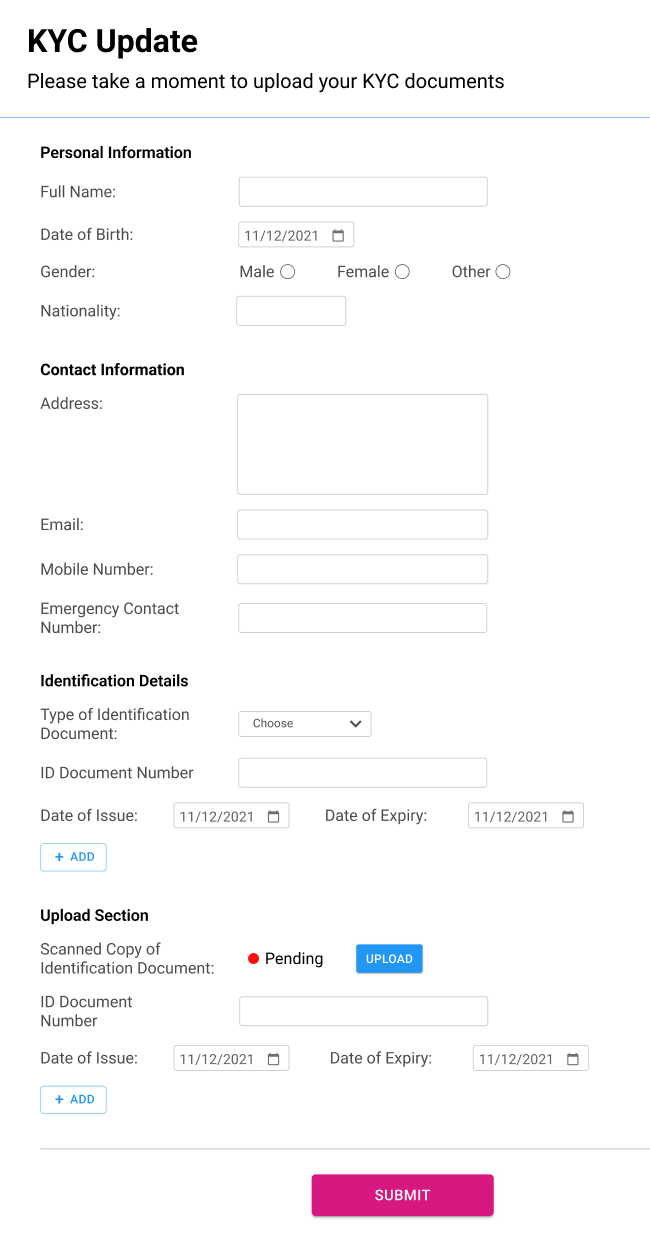 KYC Update
Please take a moment to upload your KYC documents
Personal Information
Full Name:
Date of Birth: 11/12/2021
Gender: Male Female Other
Nationality:
Contact Information
Address:
Email:
Mobile Number:
Emergency Contact
Number:
Identification Details
Type of Identification
Document:
Choose
ID Document Number
Date of Issue: 11/12/2021 Date of Expiry: 11/12/2021
+ ADD
Upload Section
Scanned Copy of
Identification Document:
Pending UPLOAD
ID Document
Number
Date of Issue: 11/12/2021 Date of Expiry: 11/12/2021
+ ADD
SUBMIT